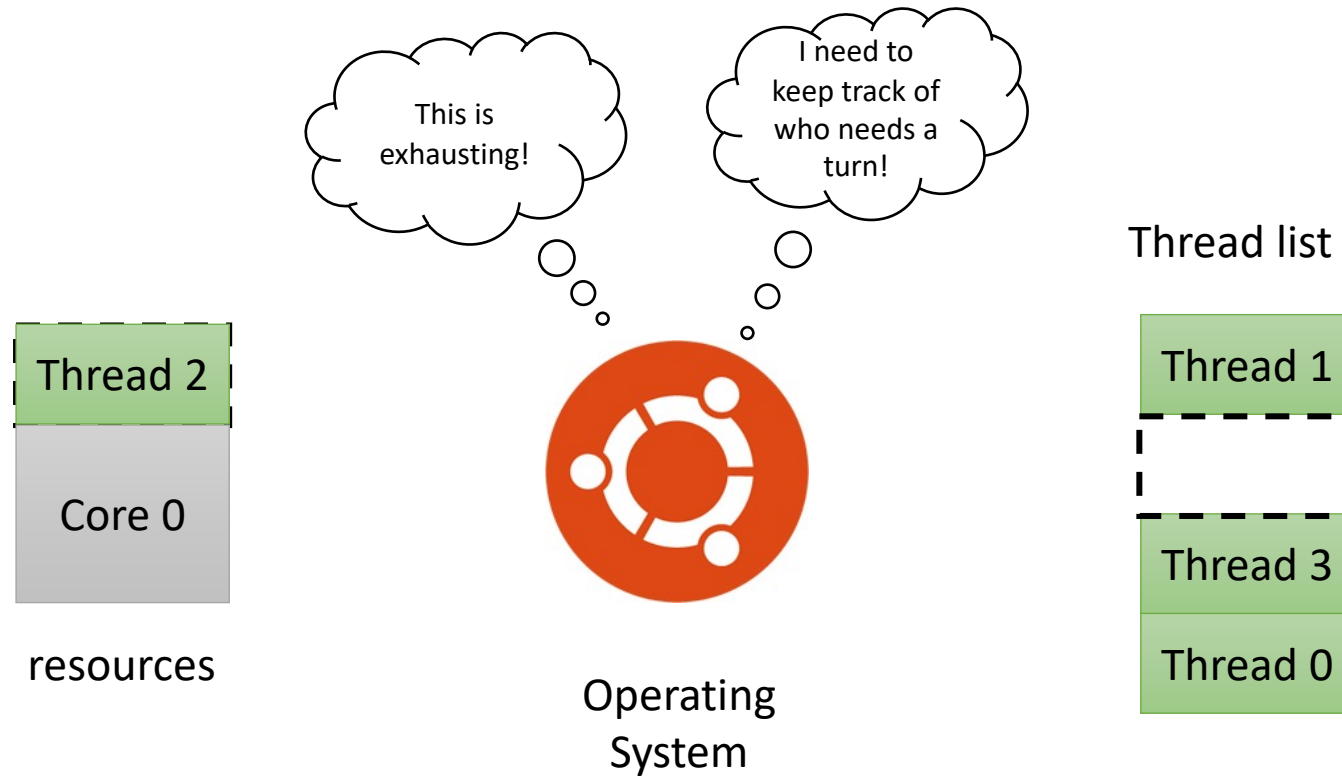 This is
exhausting!
I need to
keep track of
who needs a
turn!
Thread list
Thread 2
Core 0
resources
Operating
System
Thread 1
Thread 3
Thread 0